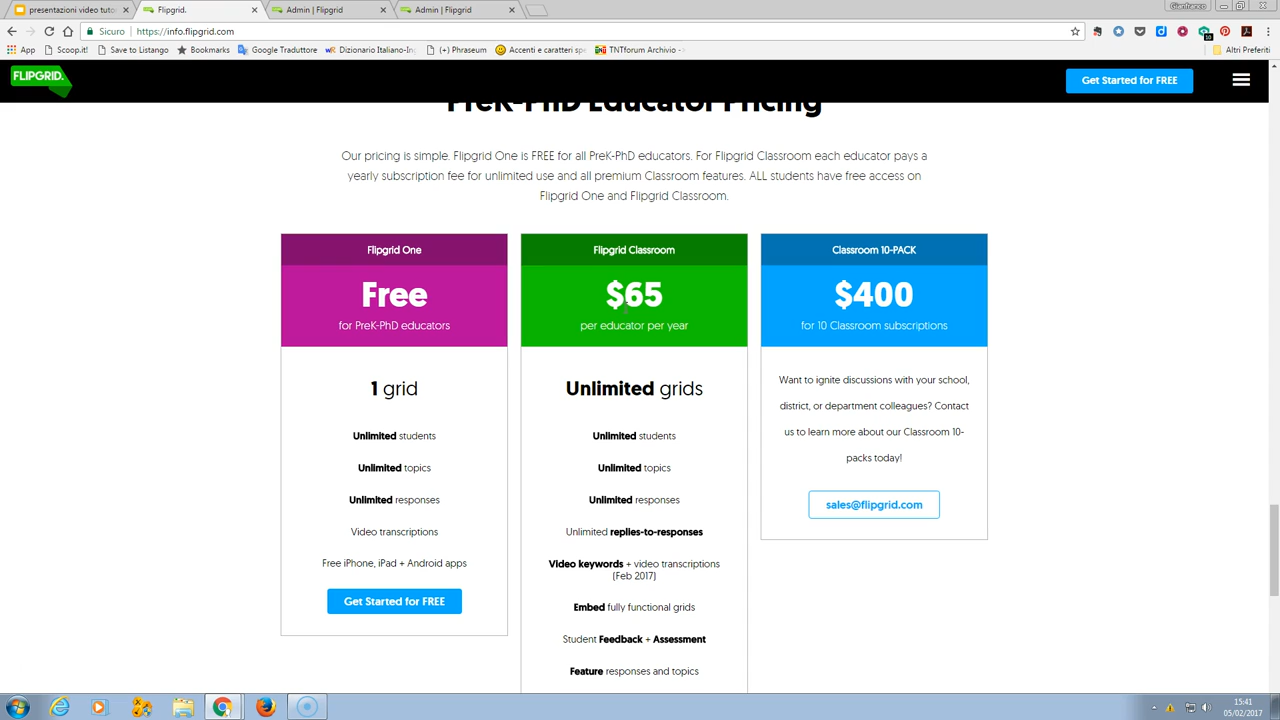 presentazioni video tuto
Flipgrid.
Admin | Flipgrid
Admin | Flipgrid
Gianfranco
Sicuro
https://info.flipgrid.com
App
Scoop.it!
Save to Listango
Bookmarks
Google Traduttore
Dizionario Italiano-In
(+) Phraseum
Accenti e caratteri spe
TNTforum Archivio -
Altri Preferiti
FLIPGRID.
Get Started for FREE
PreK-PhD Educator Pricing
Our pricing is simple. Flipgrid One is FREE for all PreK-PhD educators. For Flipgrid Classroom each educator pays a
yearly subscription fee for unlimited use and all premium Classroom features. ALL students have free access on
Flipgrid One and Flipgrid Classroom.
Flipgrid One
Free
for PreK-PhD educators
1 grid
Unlimited students
Unlimited topics
Unlimited responses
Video transcriptions
Free iPhone, iPad + Android apps
Get Started for FREE
Flipgrid Classroom
$65
per educator per year
Unlimited grids
Unlimited students
Unlimited topics
Unlimited responses
Unlimited replies-to-responses
Video keywords + video transcriptions
(Feb 2017)
Embed fully functional grids
Student Feedback + Assessment
Feature responses and topics
Classroom 10-PACK
$400
for 10 Classroom subscriptions
Want to ignite discussions with your school,
district, or department colleagues? Contact
us to learn more about our Classroom 10-
packs today!
sales@flipgrid.com
15:41
05/02/2017